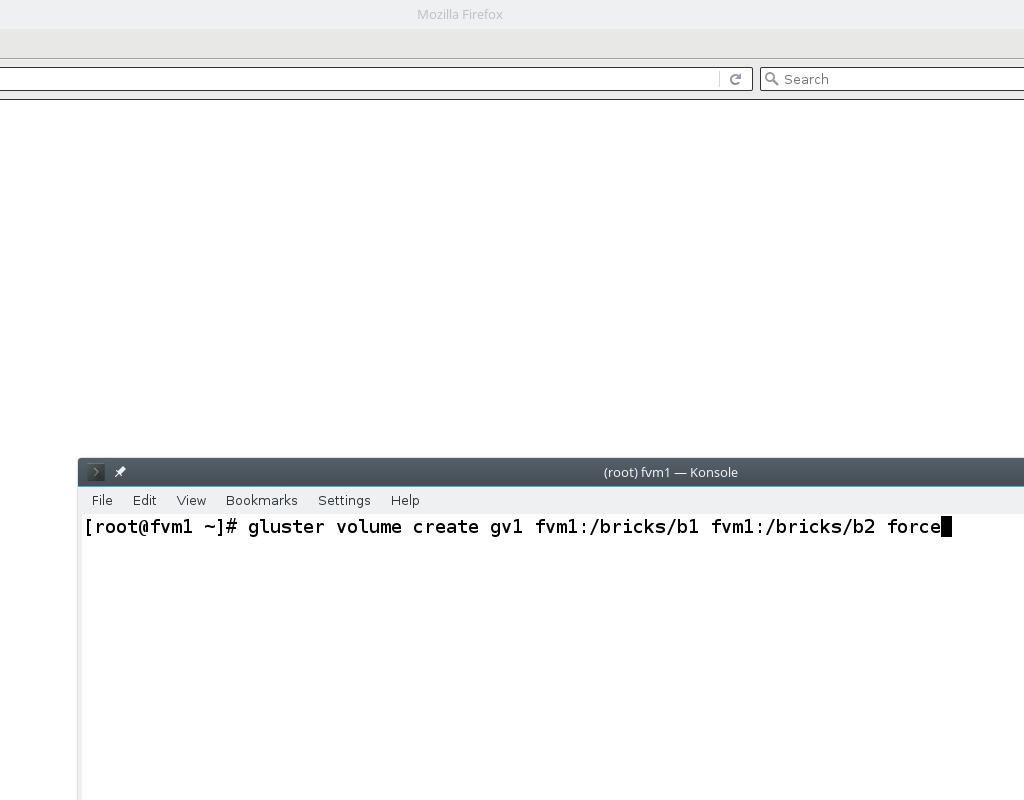 Mozilla Firefox
Search
(root) fvm1 — Konsole
File Edit View Bookmarks Settings Help
[root@fvm1 ~]# gluster volume create gv1 fvm1:/bricks/b1 fvm1:/bricks/b2 force